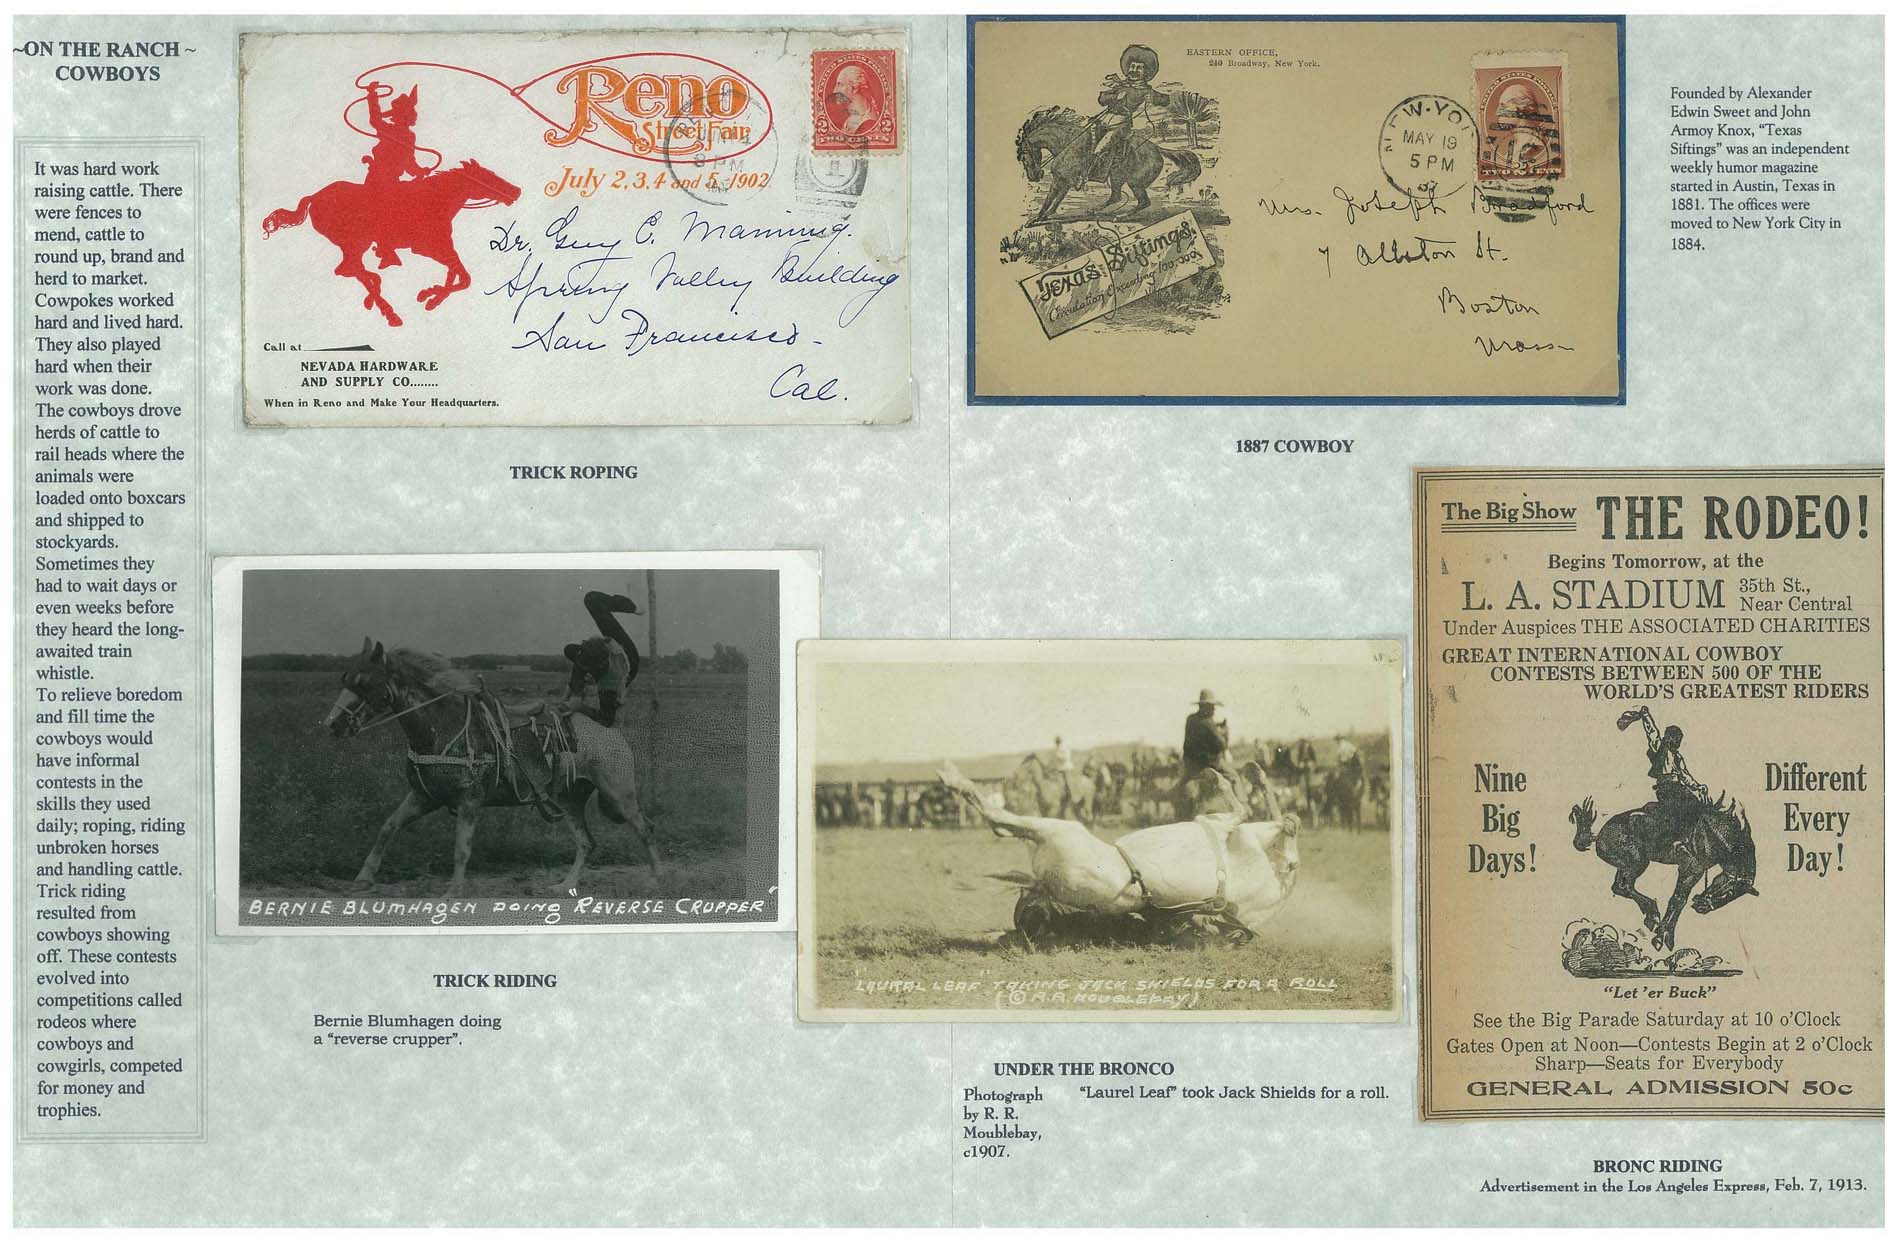 ~ON THE RANCH ~
COWBOYS
It was hard work
raising cattle. There
were fences to
mend, cattle to
round up, brand and
herd to market.
Cowpokes worked
hard and lived hard.
They also played
hard when their
work was done.
The cowboys drove
herds of cattle to
rail heads where the
animals were
loaded onto boxcars
and shipped to
stockyards.
Sometimes they
had to wait days or
even weeks before
they heard the long-
awaited train
whistle.
To relieve boredom
and fill time the
cowboys would
have informal
contests in the
skills they used
daily; roping, riding
unbroken horses
and handling cattle.
Trick riding
resulted from
cowboys showing
off. These contests
evolved into
competitions called
rodeos where
cowboys and
cowgirls, competed
for money and
trophies.
Reno
Street Fair
July 2, 3, 4 and 5, 1902.
UNITED STATES POSTAGE
2 2
TWO CENTS
8 PM
Dr. Guy C. Manning.
Spring Valley Building
San Francisco -
Cal.
Call at
NEVADA HARDWARE
AND SUPPLY CO........
When in Reno and Make Your Headquarters.
TRICK ROPING
EASTERN OFFICE,
240 Broadway, New York.
Texas Siftings.
Circulation Exceeding 100,000
NEW-YO
MAY 19
5 PM
87
UNITED STATES POSTAGE
TWO CENTS
Mrs. Joseph Bradford
7 Allston St.
Boston
Mass-
1887 COWBOY
Founded by Alexander
Edwin Sweet and John
Armoy Knox, “Texas
Siftings” was an independent
weekly humor magazine
started in Austin, Texas in
1881. The offices were
moved to New York City in
1884.
BERNIE BLUMHAGEN DOING "REVERSE CRUPPER"
TRICK RIDING
Bernie Blumhagen doing
a “reverse crupper”.
"LAURAL LEAF" TAKING JACK SHIELDS FOR A ROLL
(© R.R. MOUBLEBAY)
UNDER THE BRONCO
Photograph
by R. R.
Moublebay,
c1907.
“Laurel Leaf” took Jack Shields for a roll.
The Big Show THE RODEO!
Begins Tomorrow, at the
L. A. STADIUM 35th St.,
Near Central
Under Auspices THE ASSOCIATED CHARITIES
GREAT INTERNATIONAL COWBOY
CONTESTS BETWEEN 500 OF THE
WORLD'S GREATEST RIDERS
Nine
Big
Days!
Different
Every
Day!
"Let 'er Buck"
See the Big Parade Saturday at 10 o'Clock
Gates Open at Noon—Contests Begin at 2 o'Clock
Sharp—Seats for Everybody
GENERAL ADMISSION 50c
BRONC RIDING
Advertisement in the Los Angeles Express, Feb. 7, 1913.